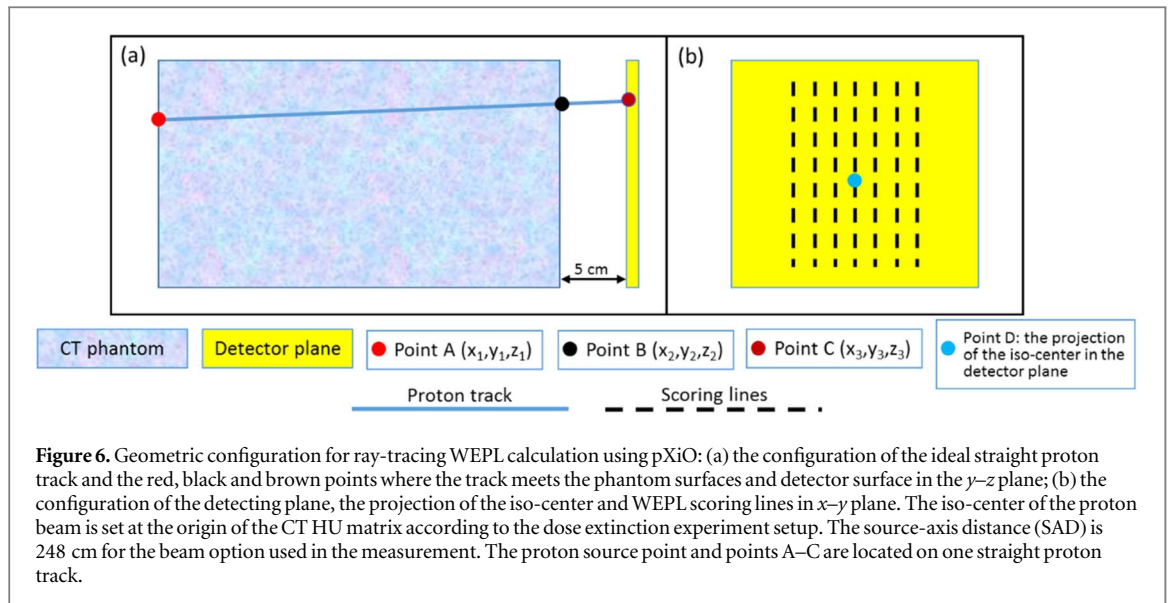 (a)
(b)
5 cm
CT phantom
Detector plane
Point A (x₁,y₁,z₁)
Point B (x₂,y₂,z₂)
Point C (x₃,y₃,z₃)
Point D: the projection
of the iso-center in the
detector plane
Proton track
Scoring lines
Figure 6. Geometric configuration for ray-tracing WEPL calculation using pXiO: (a) the configuration of the ideal straight proton
track and the red, black and brown points where the track meets the phantom surfaces and detector surface in the y–z plane; (b) the
configuration of the detecting plane, the projection of the iso-center and WEPL scoring lines in x–y plane. The iso-center of the proton
beam is set at the origin of the CT HU matrix according to the dose extinction experiment setup. The source-axis distance (SAD) is
248 cm for the beam option used in the measurement. The proton source point and points A–C are located on one straight proton
track.